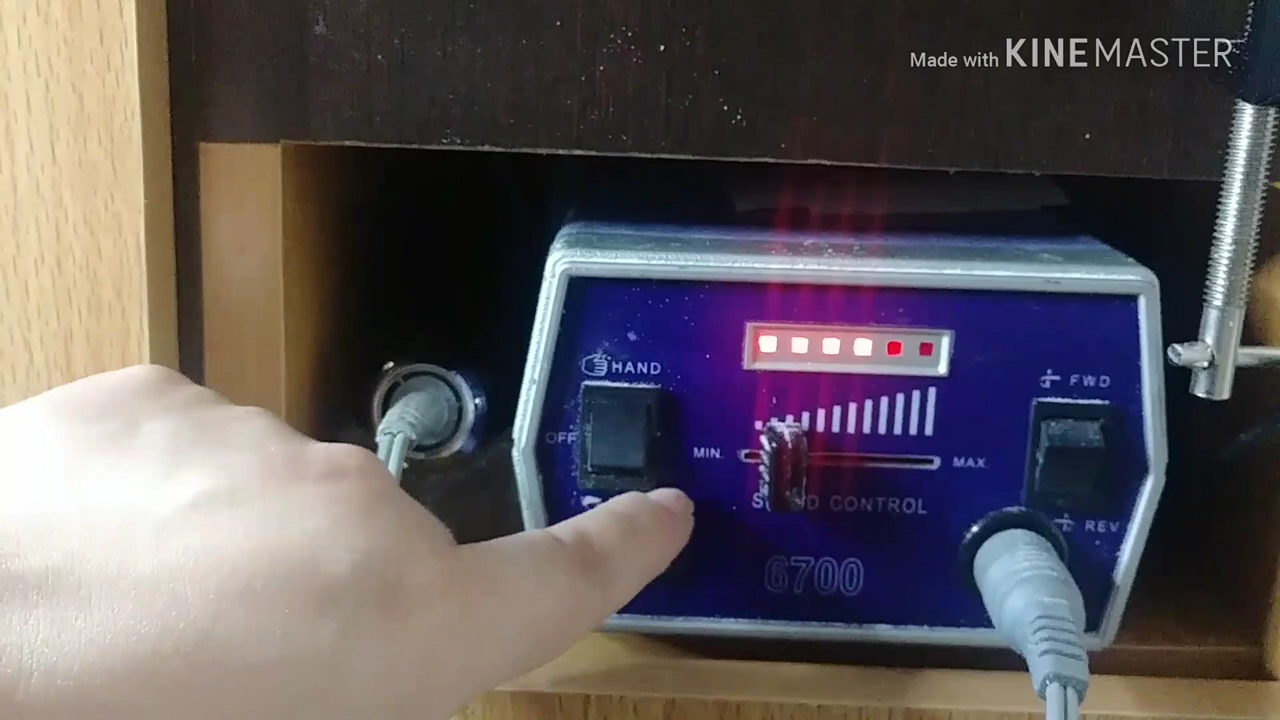 Made with KINEMASTER
HAND
OFF
MIN.
MAX.
CONTROL
6700
FWD
REV